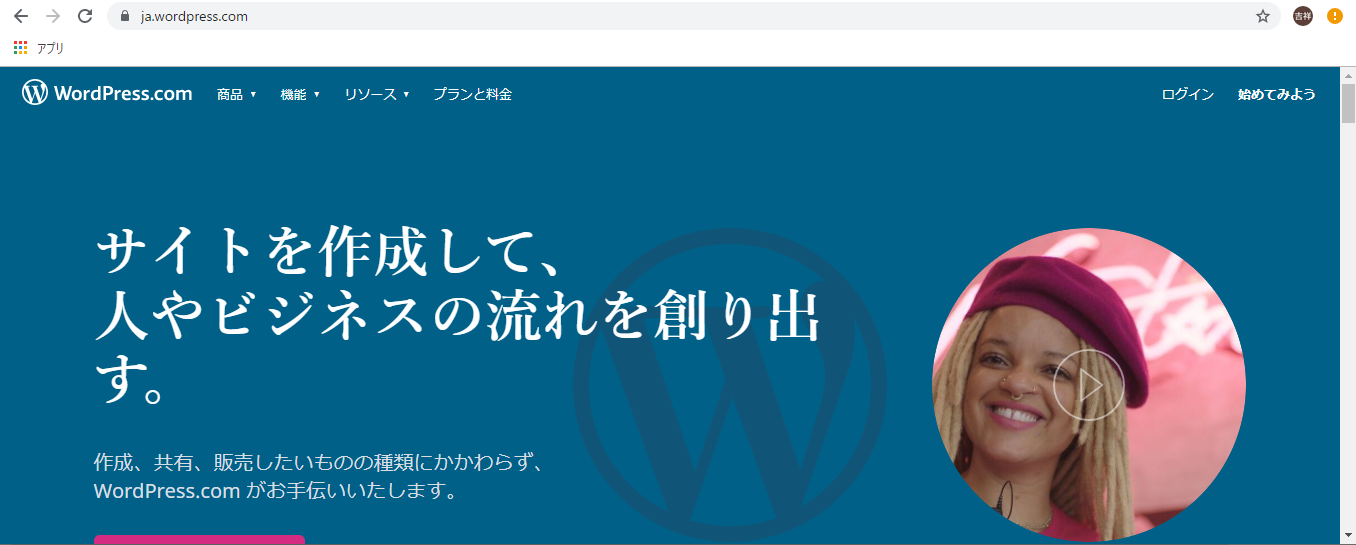 ja.wordpress.com
吉祥
アプリ
WordPress.com 商品 ▼ 機能 ▼ リソース ▼ プランと料金 ログイン 始めてみよう
サイトを作成して、
人やビジネスの流れを創り出
す。
作成、共有、販売したいものの種類にかかわらず、
WordPress.com がお手伝いいたします。